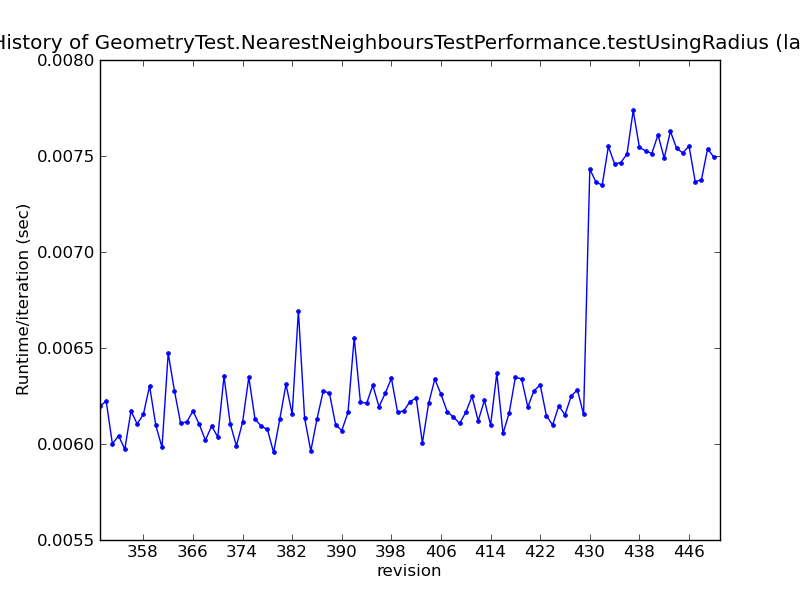 History of GeometryTest.NearestNeighboursTestPerformance.testUsingRadius (la
0.0080
0.0075
0.0070
0.0065
0.0060
0.0055
Runtime/iteration (sec)
358 366 374 382 390 398 406 414 422 430 438 446
revision